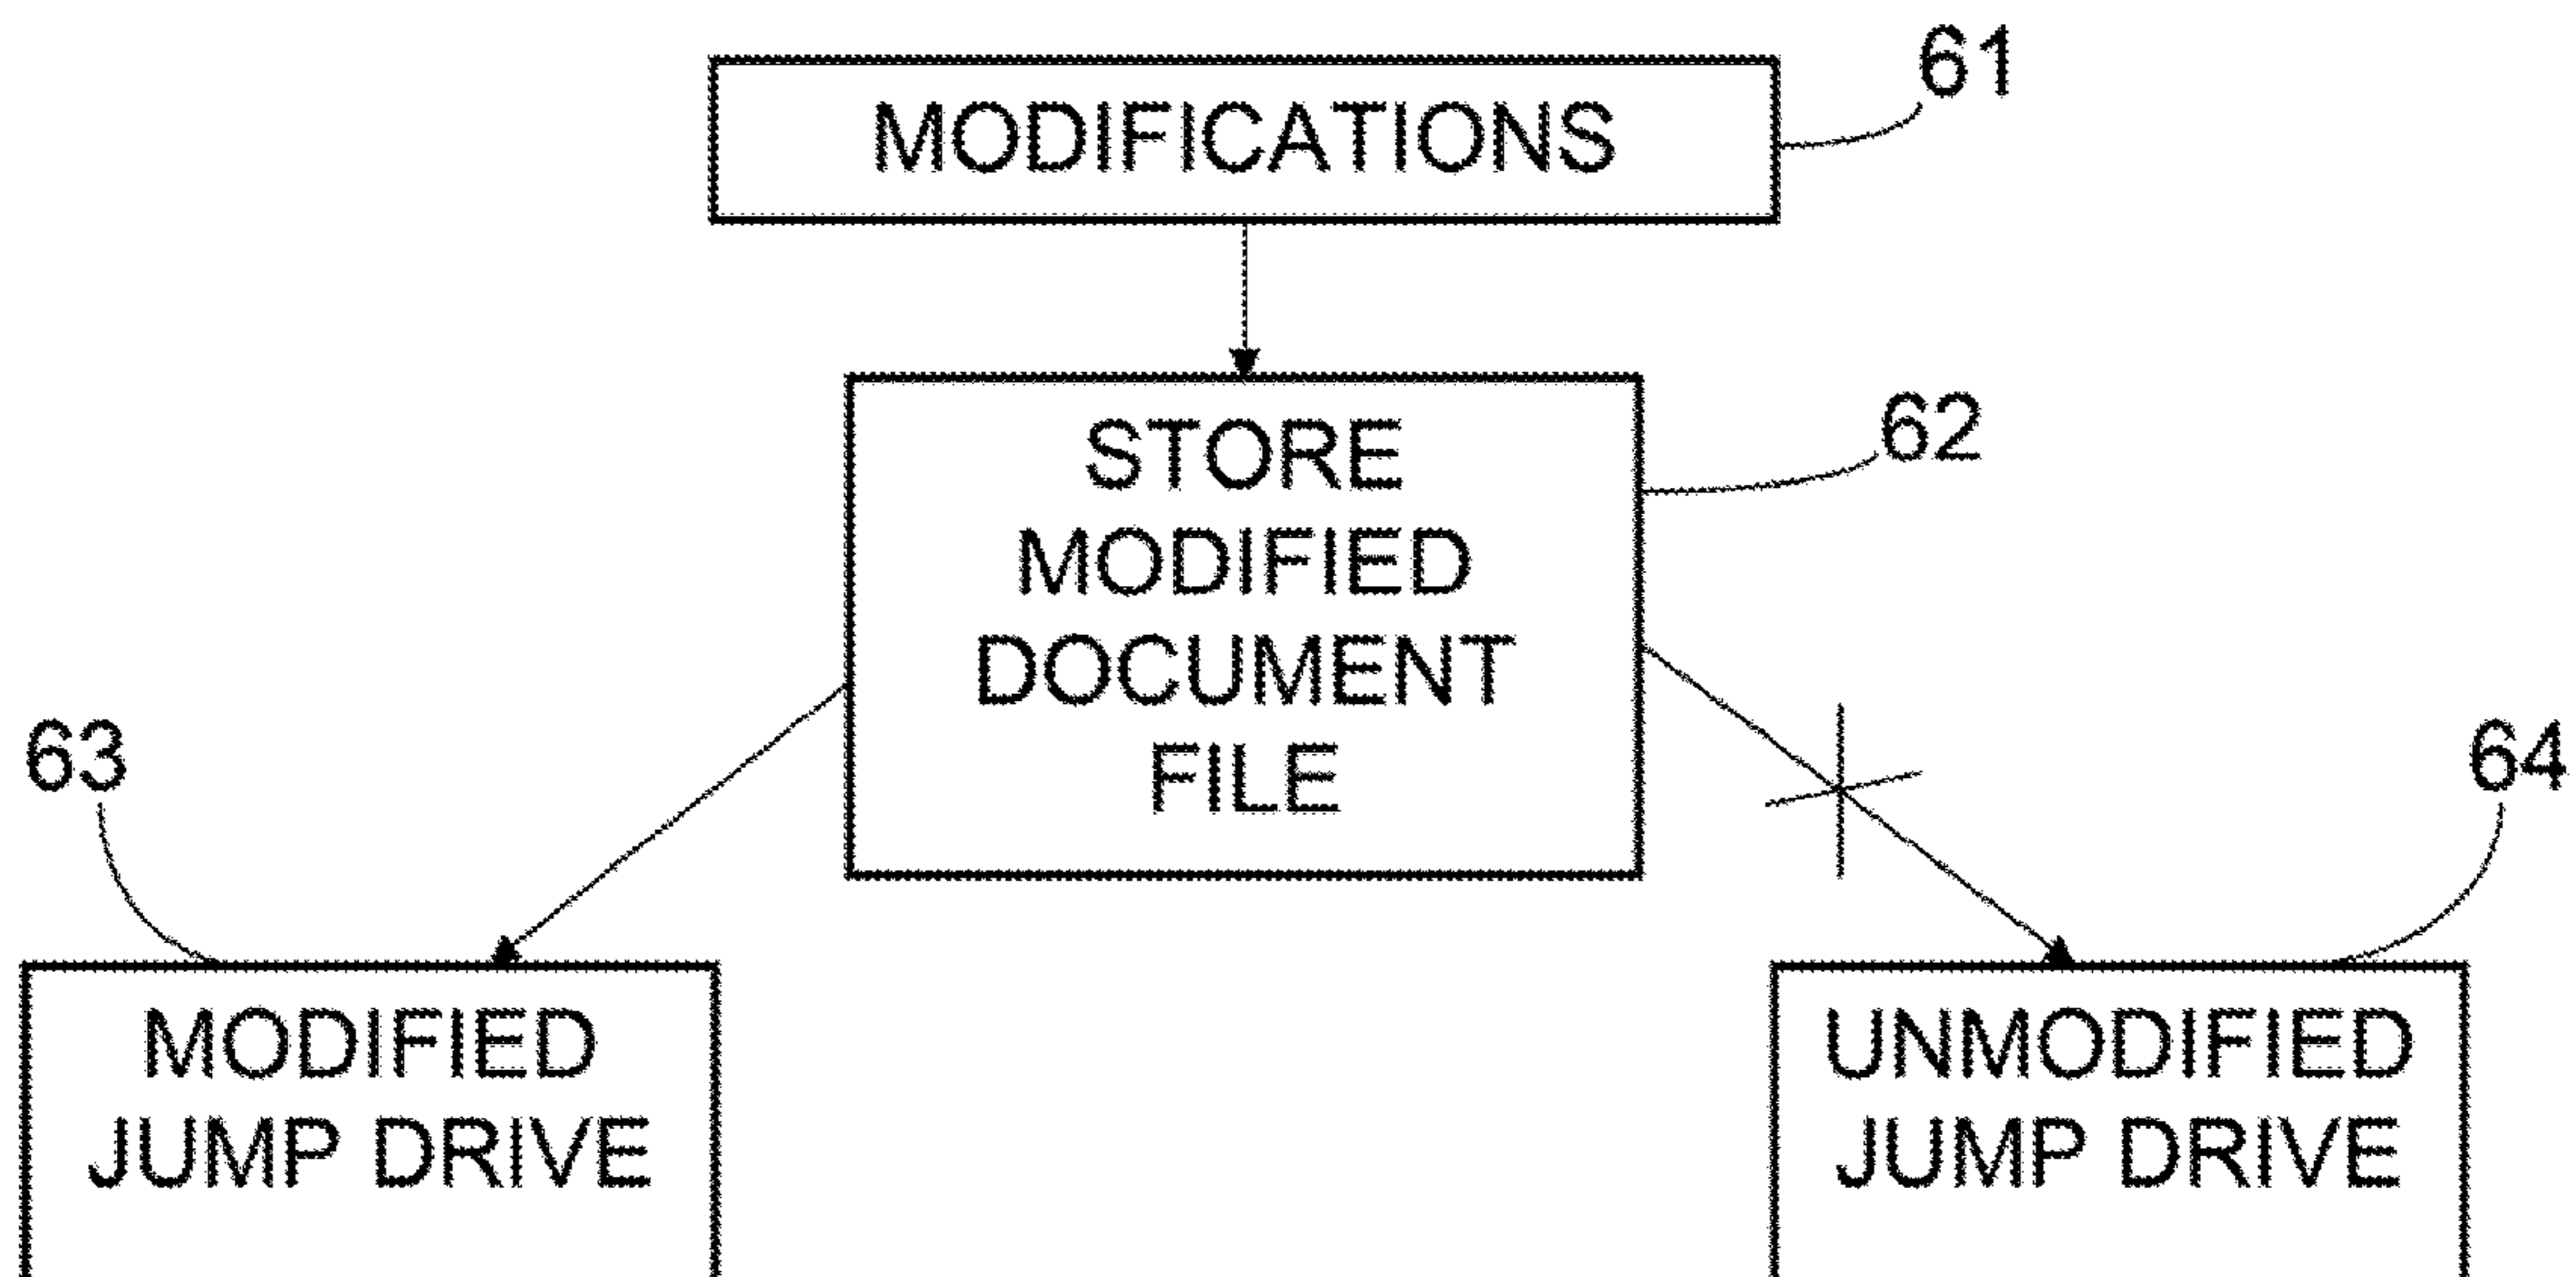 61
MODIFICATIONS
62
STORE
MODIFIED
DOCUMENT
FILE
63
64
MODIFIED
JUMP DRIVE
UNMODIFIED
JUMP DRIVE